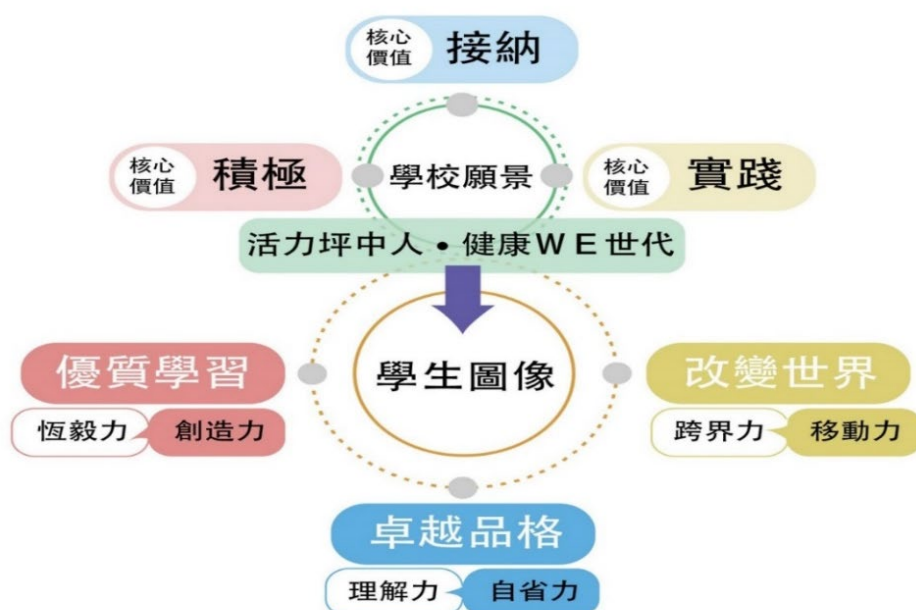 核心
價值
接納
核心
價值
積極
學校願景
核心
價值
實踐
活力坪中人•健康WE世代
學生圖像
優質學習
恆毅力
創造力
改變世界
跨界力
移動力
卓越品格
理解力
自省力